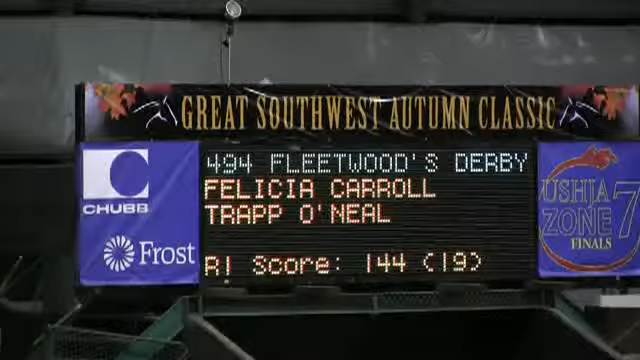 GREAT SOUTHWEST AUTUMN CLASSIC
CHUBB
Frost
494 FLEETWOOD'S DERBY
FELICIA CARROLL
TRAPP O'NEAL
R1 Score: 144 (19)
USHJA
ZONE 7
FINALS